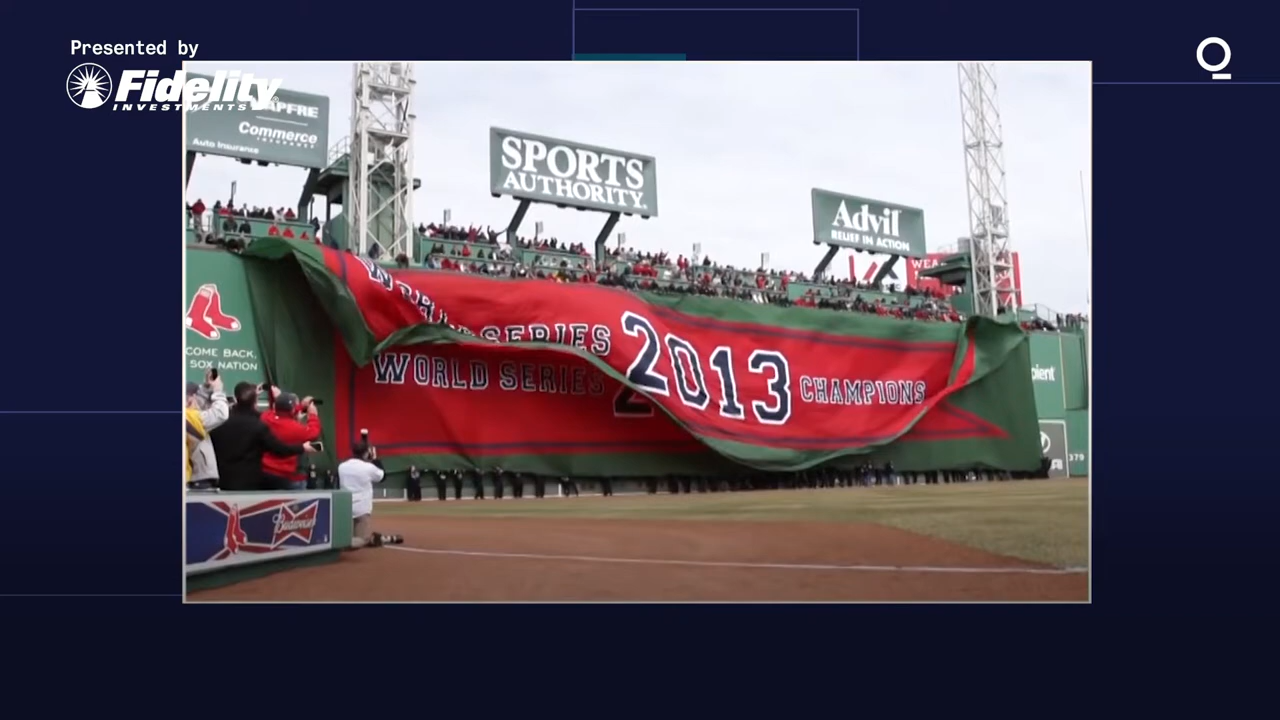 Presented by
Fidelity
INVESTMENTS®
Commerce
INSURANCE
Auto Insurance
SPORTS
AUTHORITY.
Advil
RELIEF IN ACTION
COME BACK,
SOX NATION
SERIES 2013 CHAMPIONS
WORLD SERIES
Budweiser
379